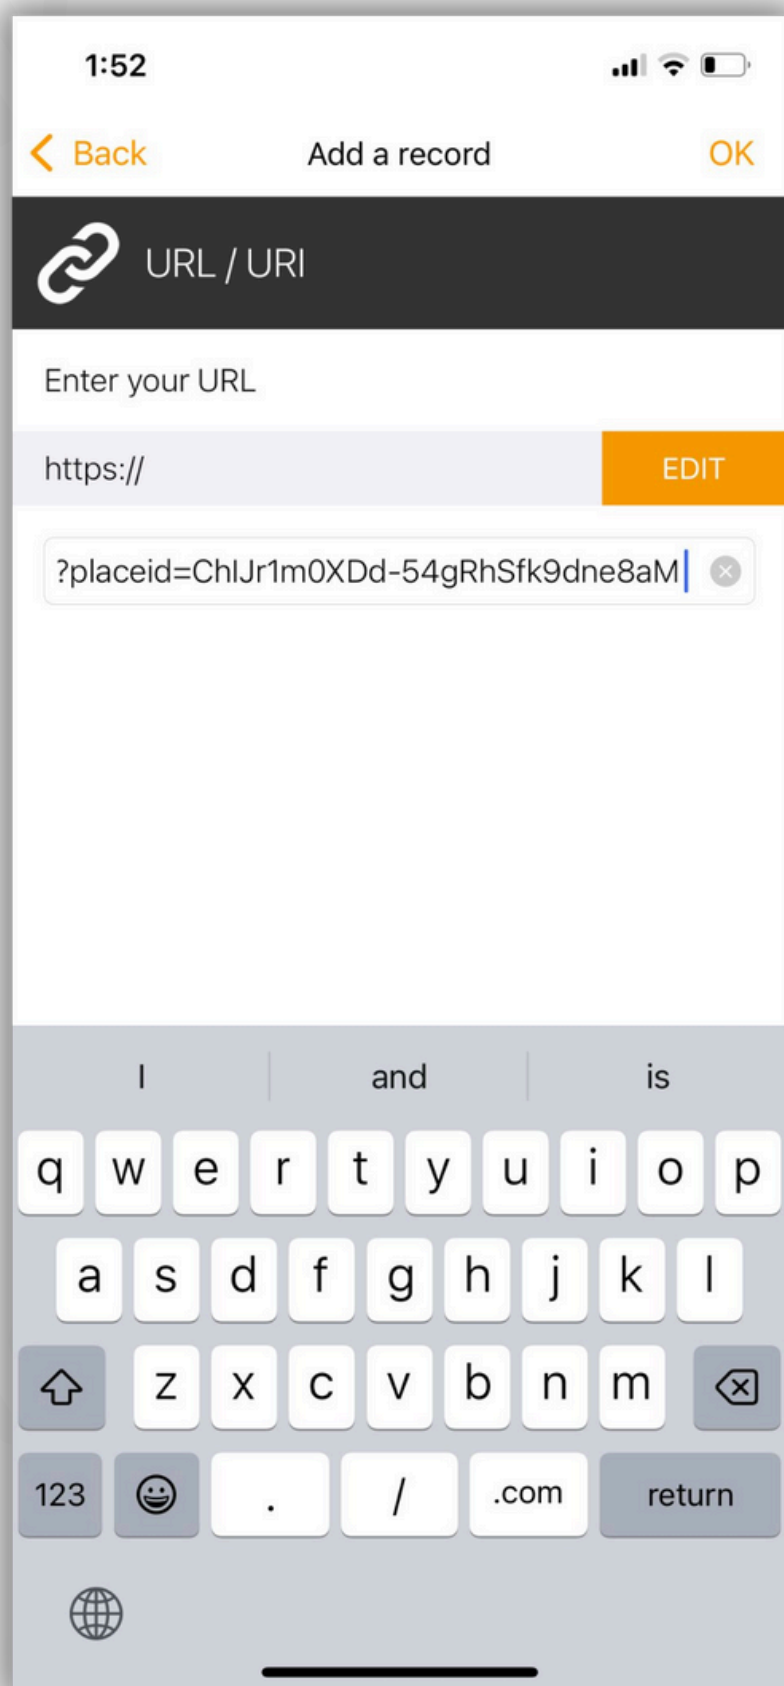 1:52
Back
Add a record
OK
URL / URI
Enter your URL
https://
EDIT
?placeid=ChIJr1m0XDd-54gRhSfk9dne8aM
I
and
is
q w e r t y u i o p
a s d f g h j k l
z x c v b n m
123
.
/
.com
return